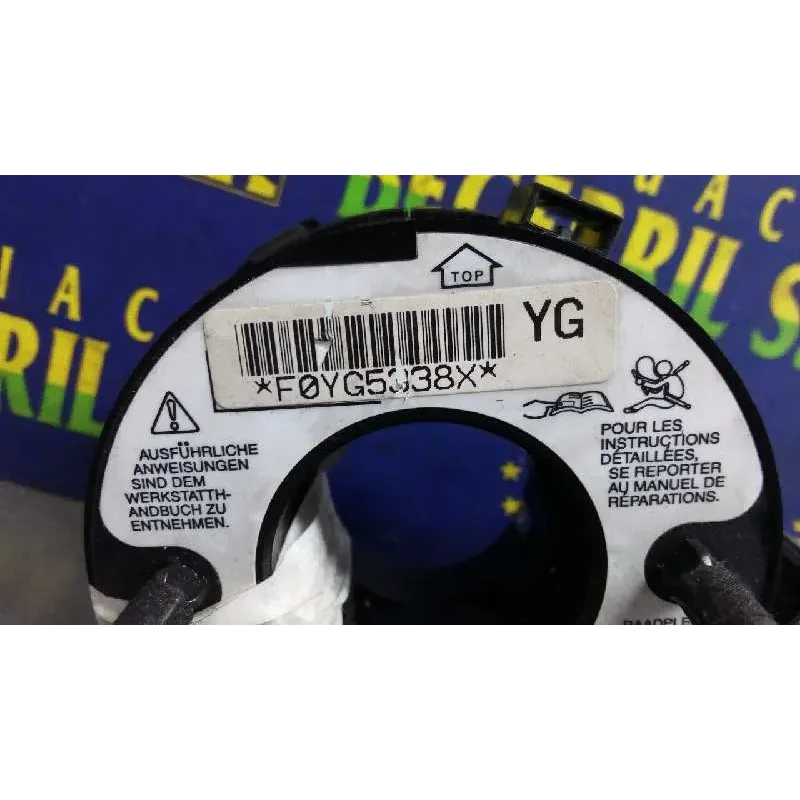 TOP
YG
*F0YG5338X*
AUSFÜHRLICHE
ANWEISUNGEN
SIND DEM
WERKSTATTH-
ANDBUCH ZU
ENTNEHMEN.
POUR LES
INSTRUCTIONS
DÉTAILLÉES,
SE REPORTER
AU MANUEL DE
RÉPARATIONS.